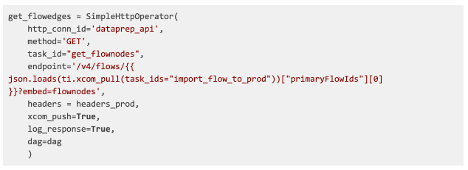 get_flowedges = SimpleHttpOperator(
    http_conn_id='dataprep_api',
    method='GET',
    task_id="get_flownodes",
    endpoint='/v4/flows/{{
json.loads(ti.xcom_pull(task_ids="import_flow_to_prod"))["primaryFlowIds"][0]
}}?embed=flownodes',
    headers = headers_prod,
    xcom_push=True,
    log_response=True,
    dag=dag
    )